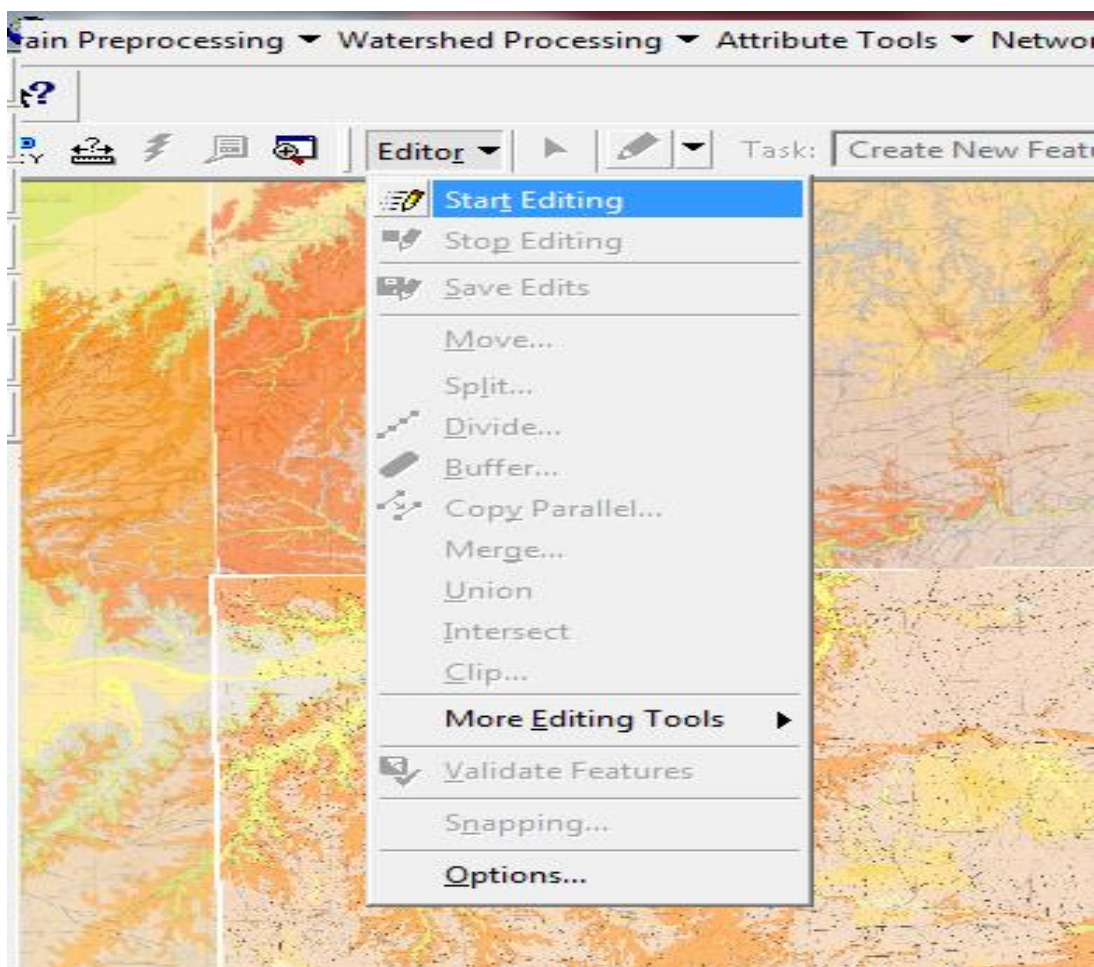 ain Preprocessing Watershed Processing Attribute Tools Networ
?
Editor Task: Create New Feat
Start Editing
Stop Editing
Save Edits
Move...
Split...
Divide...
Buffer...
Copy Parallel...
Merge...
Union
Intersect
Clip...
More Editing Tools
Validate Features
Snapping...
Options...